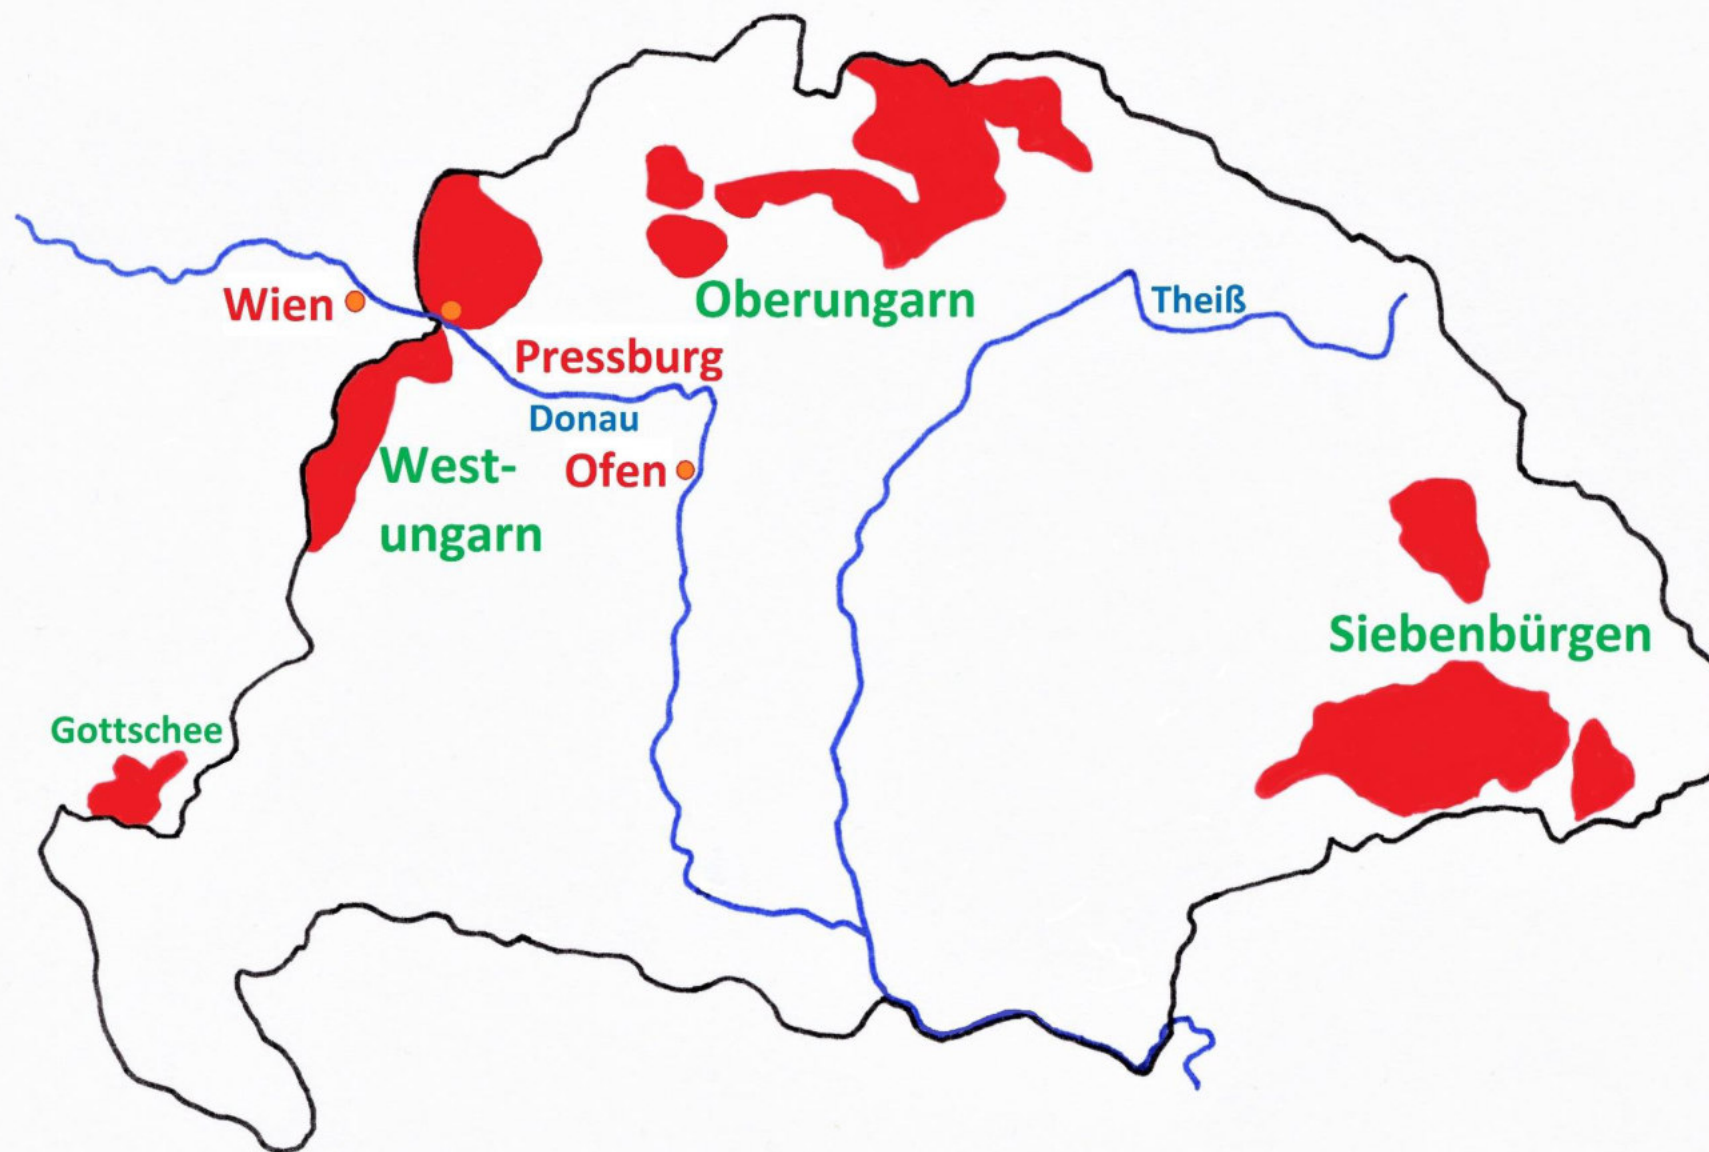 Wien
Oberungarn
Theiß
Pressburg
Donau
West-
ungarn
Ofen
Siebenbürgen
Gottschee